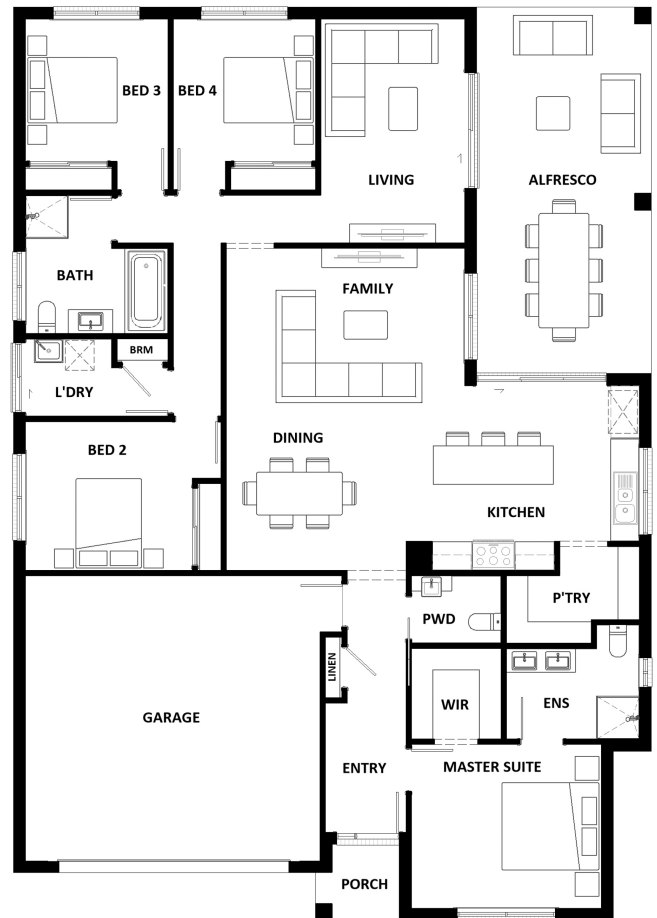 BED 3
BED 4
LIVING
ALFRESCO
BATH
FAMILY
BRM
L'DRY
DINING
BED 2
KITCHEN
P'TRY
PWD
LINEN
WIR
ENS
GARAGE
ENTRY
MASTER SUITE
PORCH